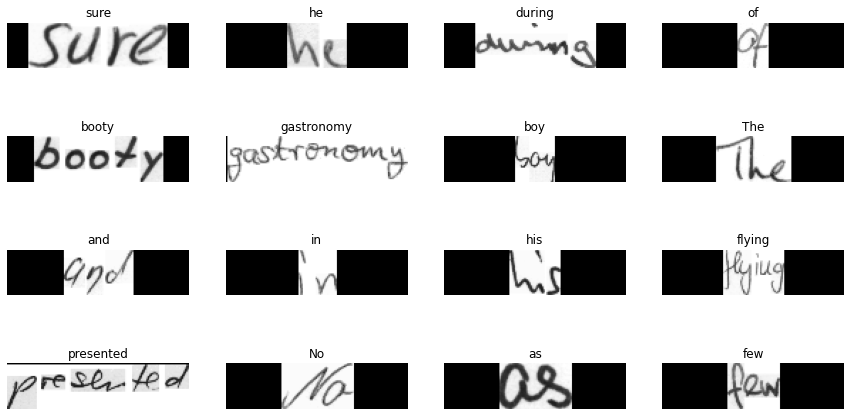 sure he during of
sure he during of
booty gastronomy boy The
booty gastronomy boy The
and in his flying
and in his flying
presented No as few
presented No as few